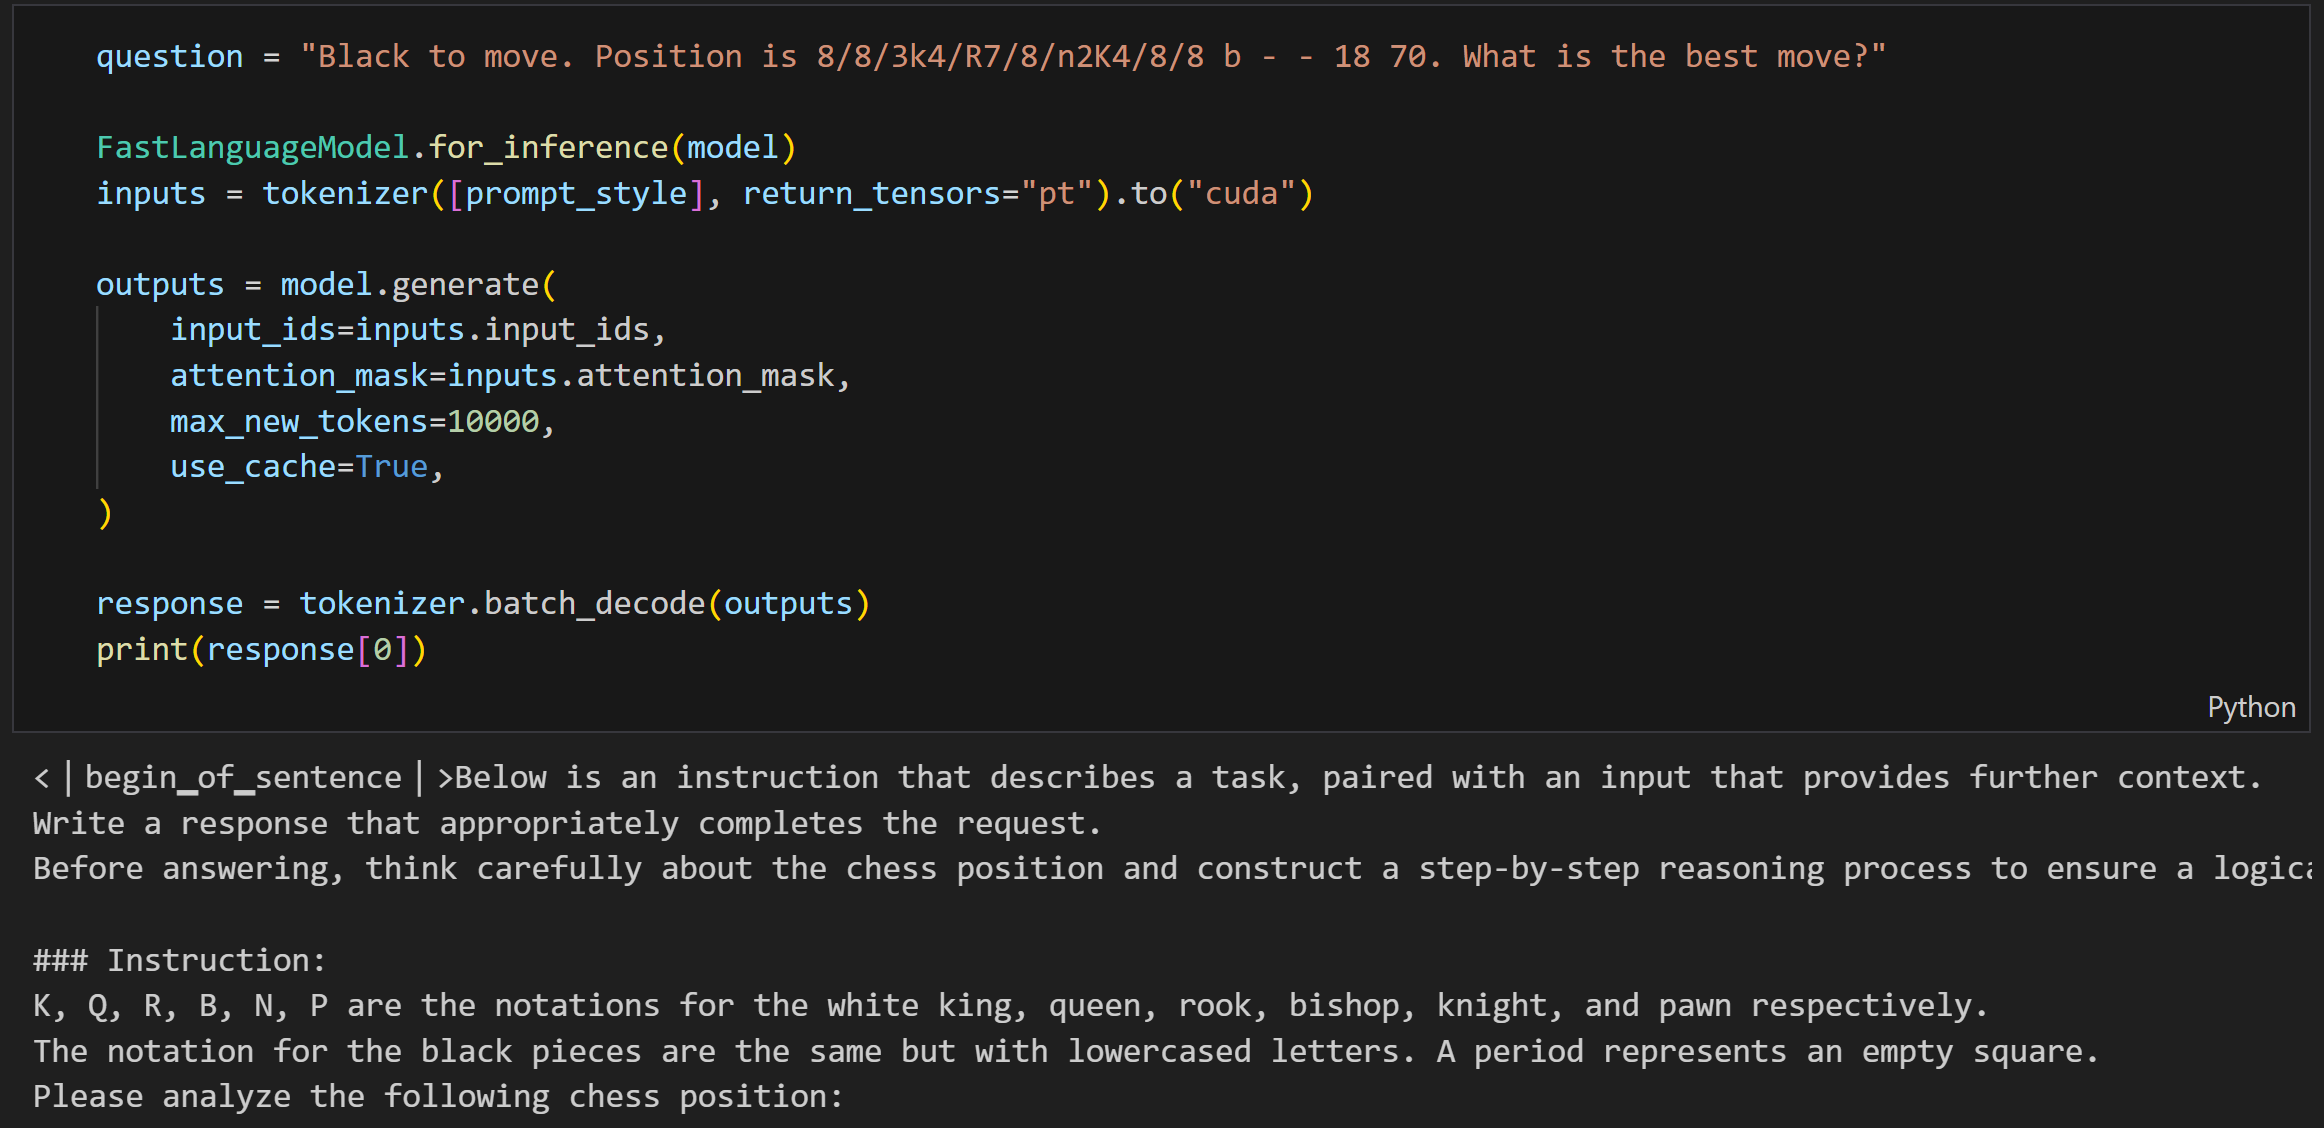 question = "Black to move. Position is 8/8/3k4/R7/8/n2K4/8/8 b - - 18 70. What is the best move?"
FastLanguageModel.for_inference(model)
inputs = tokenizer([prompt_style], return_tensors="pt").to("cuda")
outputs = model.generate(
    input_ids=inputs.input_ids,
    attention_mask=inputs.attention_mask,
    max_new_tokens=10000,
    use_cache=True,
)
response = tokenizer.batch_decode(outputs)
print(response[0])
Python
<｜begin▁of▁sentence｜>Below is an instruction that describes a task, paired with an input that provides further context.
Write a response that appropriately completes the request.
Before answering, think carefully about the chess position and construct a step-by-step reasoning process to ensure a logica
### Instruction:
K, Q, R, B, N, P are the notations for the white king, queen, rook, bishop, knight, and pawn respectively.
The notation for the black pieces are the same but with lowercased letters. A period represents an empty square.
Please analyze the following chess position: